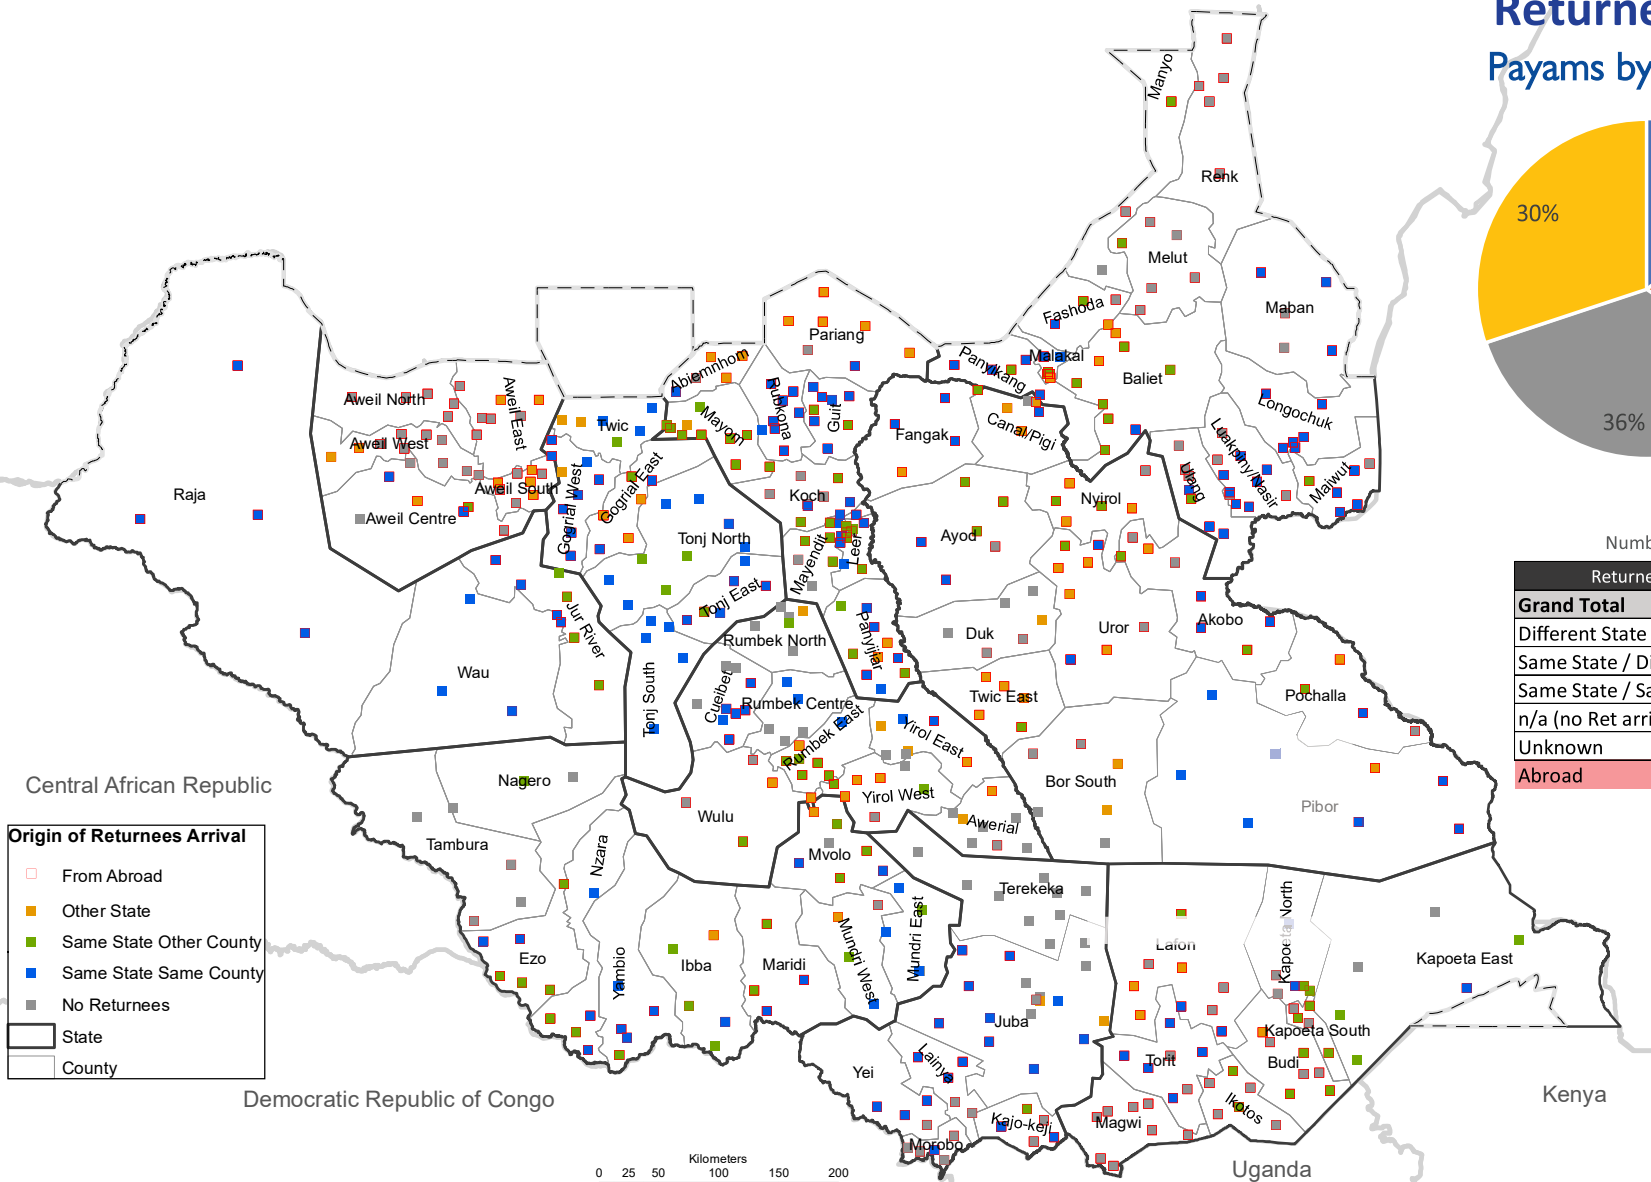 Returne
Payams by
Manyo
30%
Renk
Melut
Fashoda
Maban
Pariang
Abiemnhom
Panyikang
Malakal
Baliet
36%
Aweil North
Aweil East
Twic
Mayom
Rubkona
Guit
Fangak
Canal/Pigi
Longochuk
Luakpiny/Nasir
Maiwut
Ulang
Aweil West
Raja
Aweil South
Aweil Centre
Gogrial West
Gogrial East
Koch
Nyirol
Tonj North
Mayendit
Leer
Ayod
Numb
Returne
Grand Total
Different State
Same State / Di
Same State / Sa
n/a (no Ret arri
Unknown
Abroad
Tonj East
Jur River
Rumbek North
Panyijiar
Duk
Uror
Akobo
Wau
Tonj South
Cueibet
Rumbek Centre
Rumbek East
Yirol East
Twic East
Pochalla
Central African Republic
Nagero
Bor South
Pibor
Wulu
Yirol West
Awerial
Origin of Returnees Arrival
From Abroad
Other State
Same State Other County
Same State Same County
No Returnees
State
County
Tambura
Nzara
Mvolo
Terekeka
Ezo
Yambio
Ibba
Maridi
Mundri West
Mundri East
Lafon
Kapoeta North
Kapoeta East
Juba
Kapoeta South
Torit
Budi
Yei
Lainya
Democratic Republic of Congo
Kajo-keji
Magwi
Ikotos
Kenya
Morobo
Kilometers
0 25 50 100 150 200
Uganda